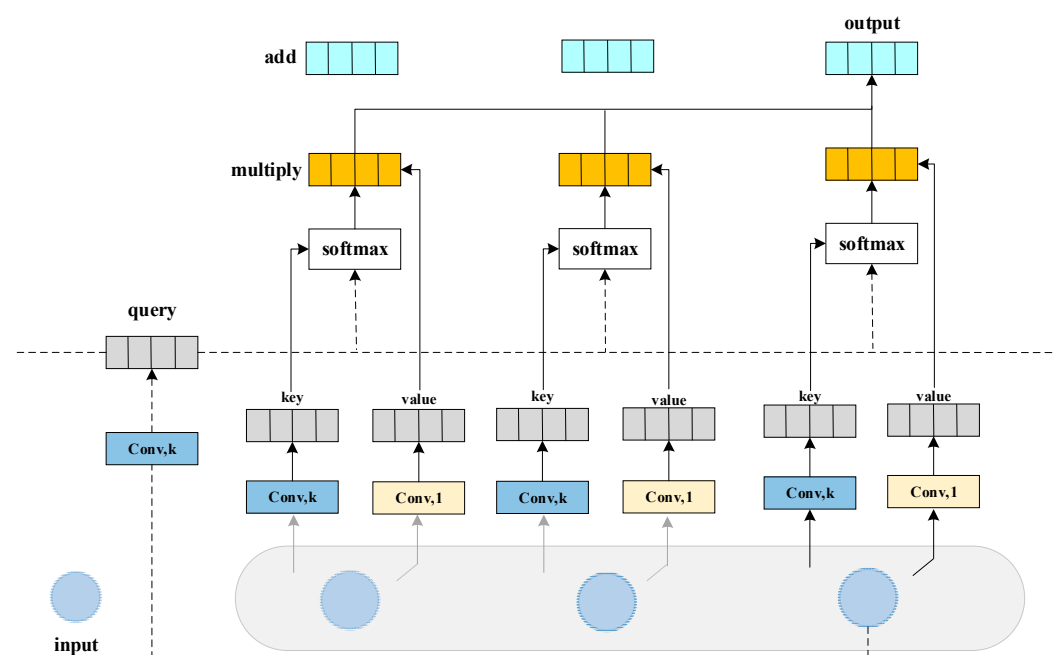 output
add
multiply
softmax
softmax
softmax
query
key
value
key
value
key
value
Conv,k
Conv,k
Conv,1
Conv,k
Conv,1
Conv,k
Conv,1
input